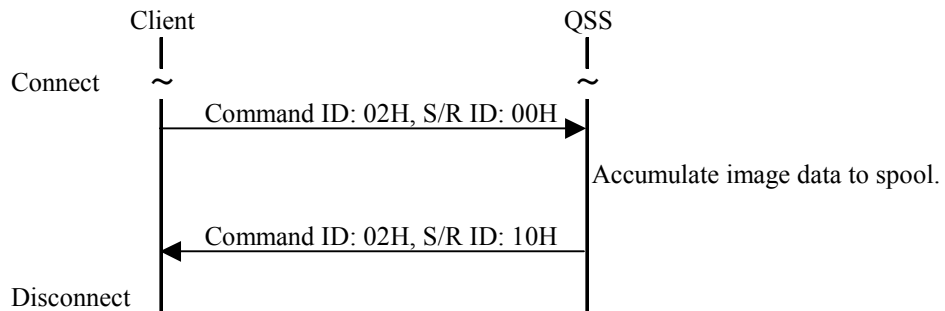 Client QSS
Connect
~ ~
Command ID: 02H, S/R ID: 00H
Accumulate image data to spool.
Command ID: 02H, S/R ID: 10H
Disconnect